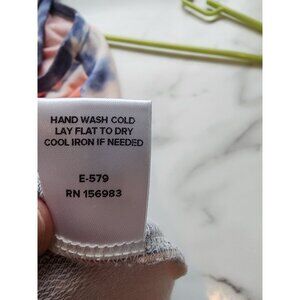 HAND WASH COLD
LAY FLAT TO DRY
COOL IRON IF NEEDED
E-579
RN 156983